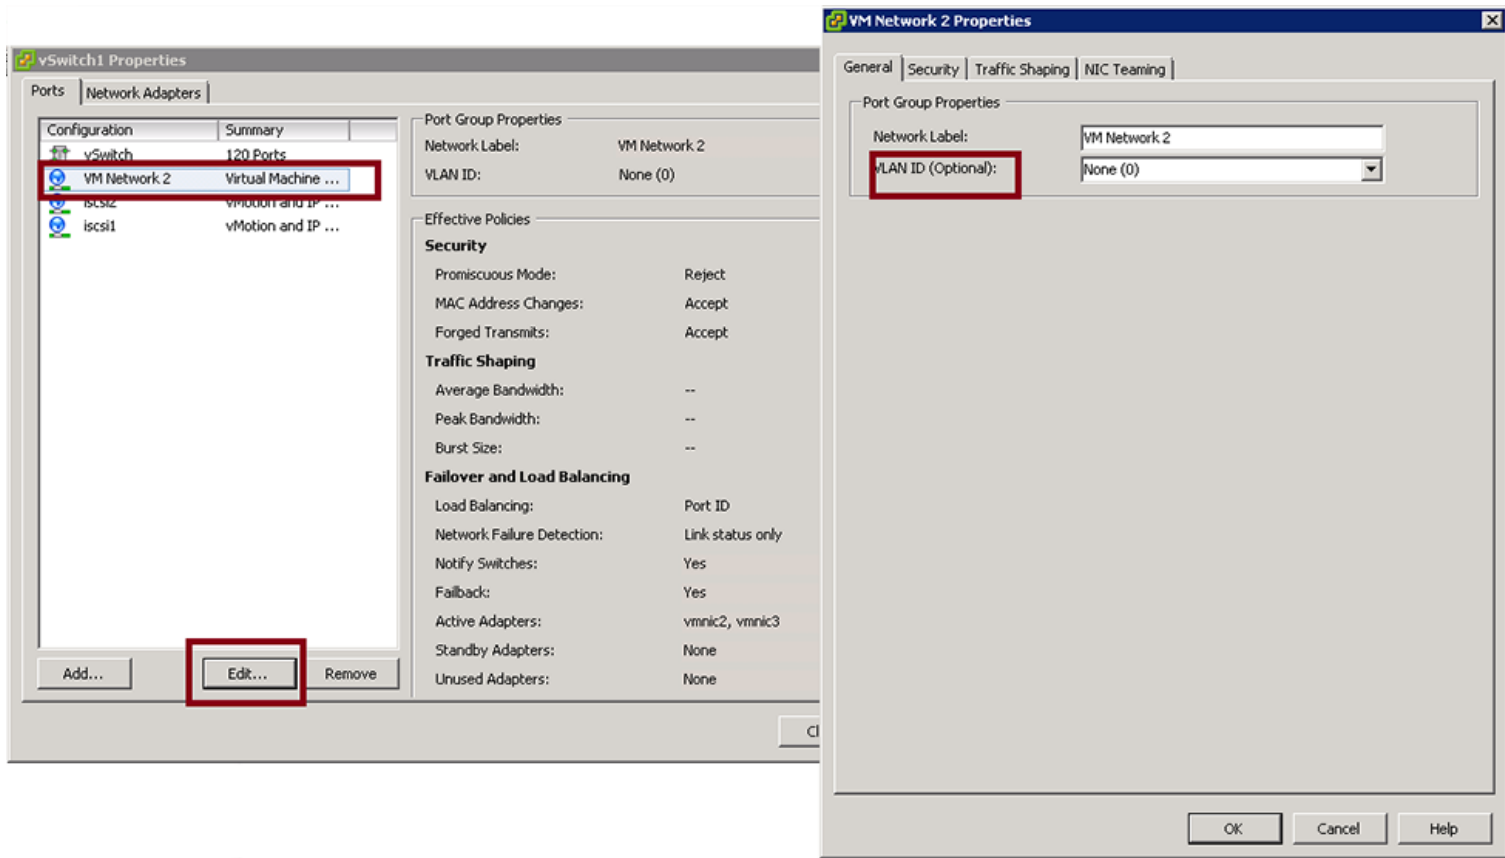 vSwitch1 Properties
Ports
Network Adapters
Configuration
Summary
vSwitch
120 Ports
VM Network 2
Virtual Machine ...
iscsi2
vMotion and IP ...
iscsi1
vMotion and IP ...
Add...
Edit...
Remove
Port Group Properties
Network Label:
VM Network 2
VLAN ID:
None (0)
Effective Policies
Security
Promiscuous Mode:
Reject
MAC Address Changes:
Accept
Forged Transmits:
Accept
Traffic Shaping
Average Bandwidth:
--
Peak Bandwidth:
--
Burst Size:
--
Failover and Load Balancing
Load Balancing:
Port ID
Network Failure Detection:
Link status only
Notify Switches:
Yes
Failback:
Yes
Active Adapters:
vmnic2, vmnic3
Standby Adapters:
None
Unused Adapters:
None
Cl
VM Network 2 Properties
General
Security
Traffic Shaping
NIC Teaming
Port Group Properties
Network Label:
VM Network 2
VLAN ID (Optional):
None (0)
OK
Cancel
Help